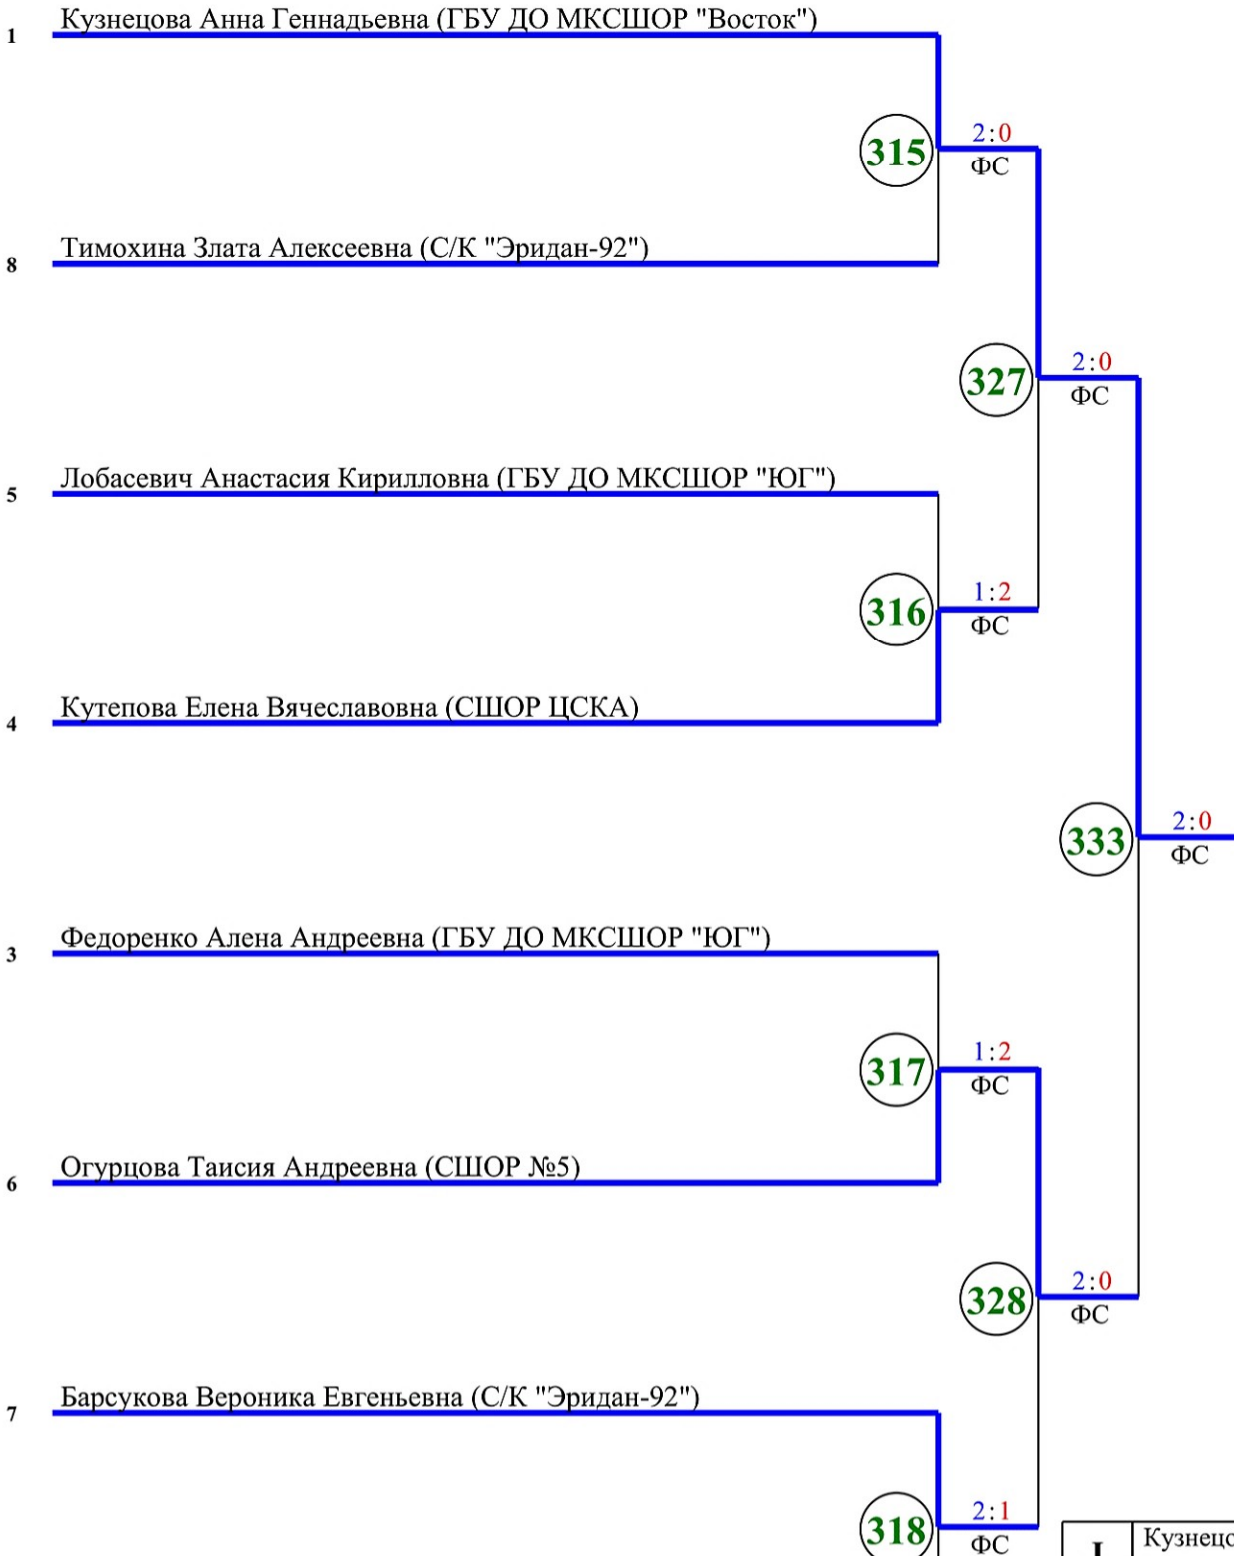 Кузнецова Анна Геннадьевна (ГБУ ДО МКСШОР "Восток")
1
2:0
315
ФС
Тимохина Злата Алексеевна (С/К "Эридан-92")
8
2:0
327
ФС
Лобасевич Анастасия Кирилловна (ГБУ ДО МКСШОР "ЮГ")
5
1:2
316
ФС
Кутепова Елена Вячеславовна (СШОР ЦСКА)
4
2:0
333
ФС
Федоренко Алена Андреевна (ГБУ ДО МКСШОР "ЮГ")
3
1:2
317
ФС
Огурцова Таисия Андреевна (СШОР №5)
6
2:0
328
ФС
Барсукова Вероника Евгеньевна (С/К "Эридан-92")
7
2:1
318
ФС
I